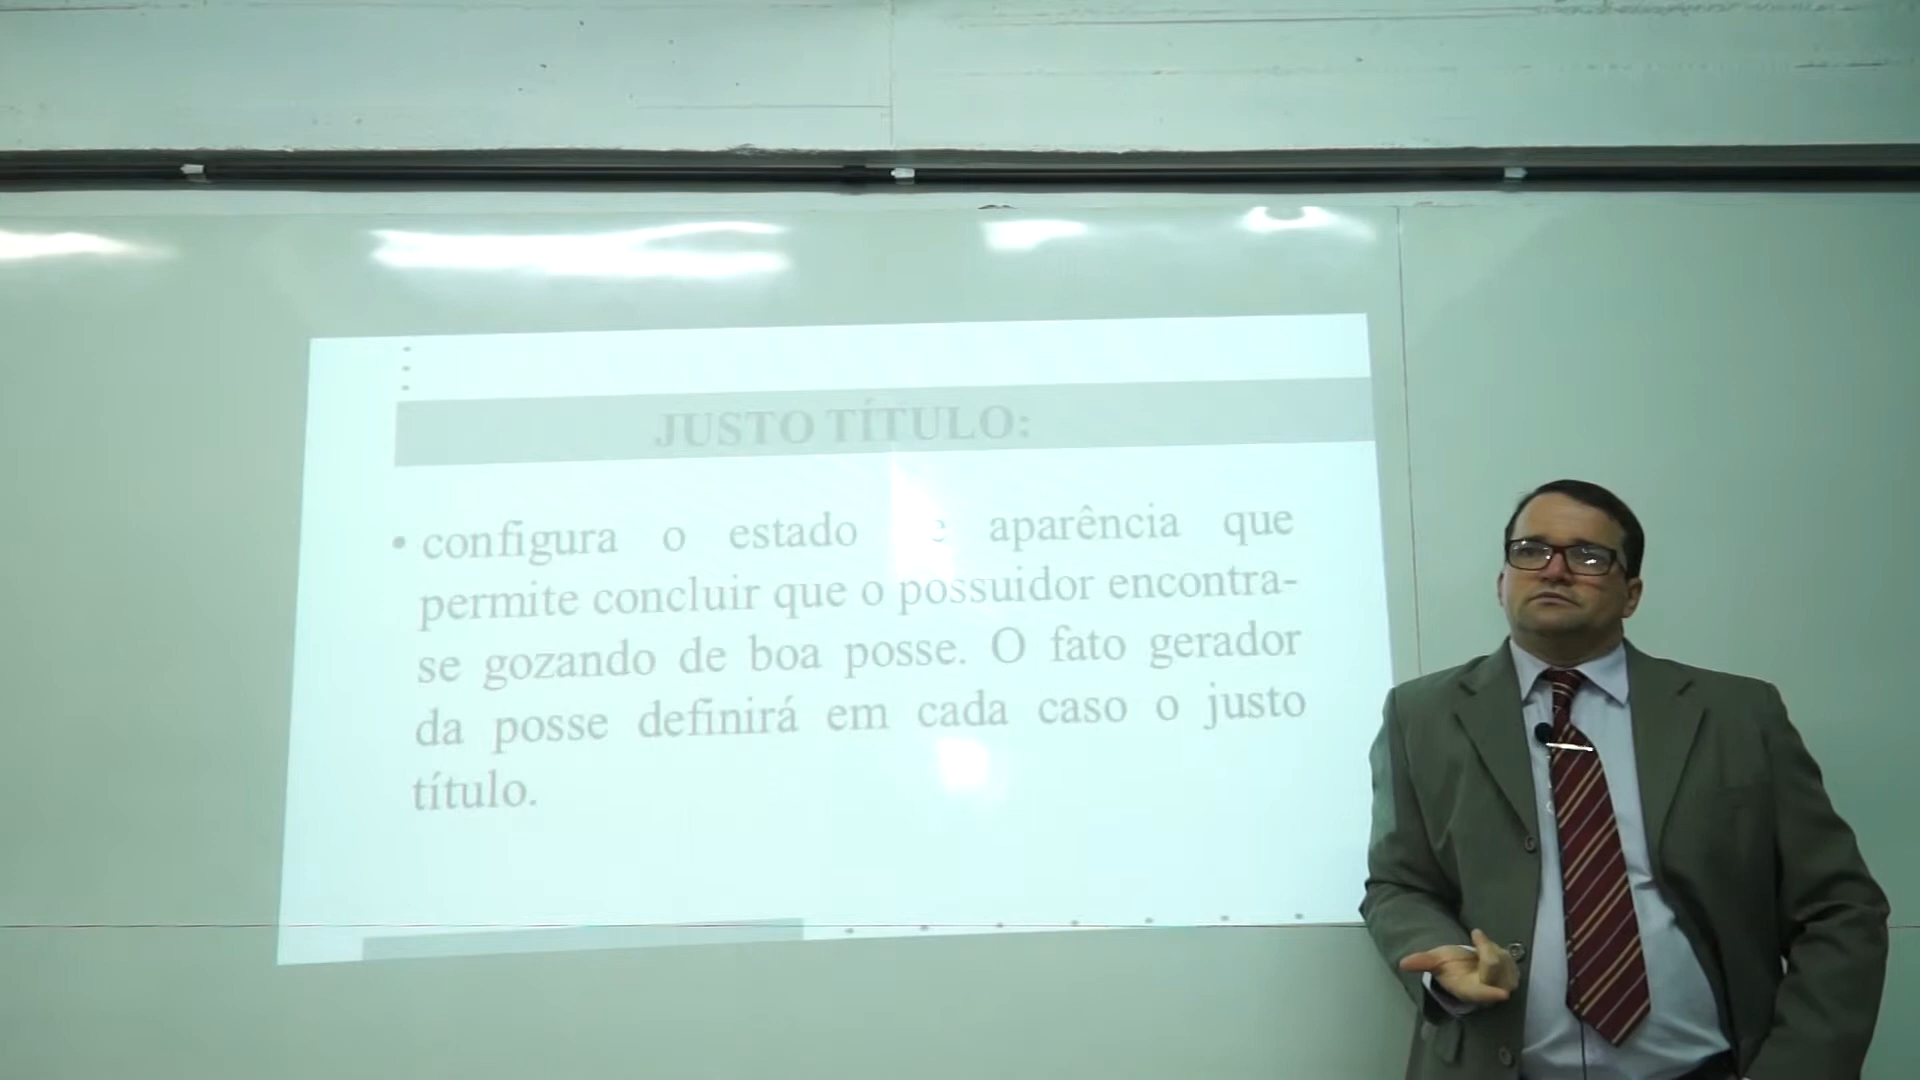 JUSTO TÍTULO:
• configura o estado e aparência que
permite concluir que o possuidor encontra-
se gozando de boa posse. O fato gerador
da posse definirá em cada caso o justo
título.